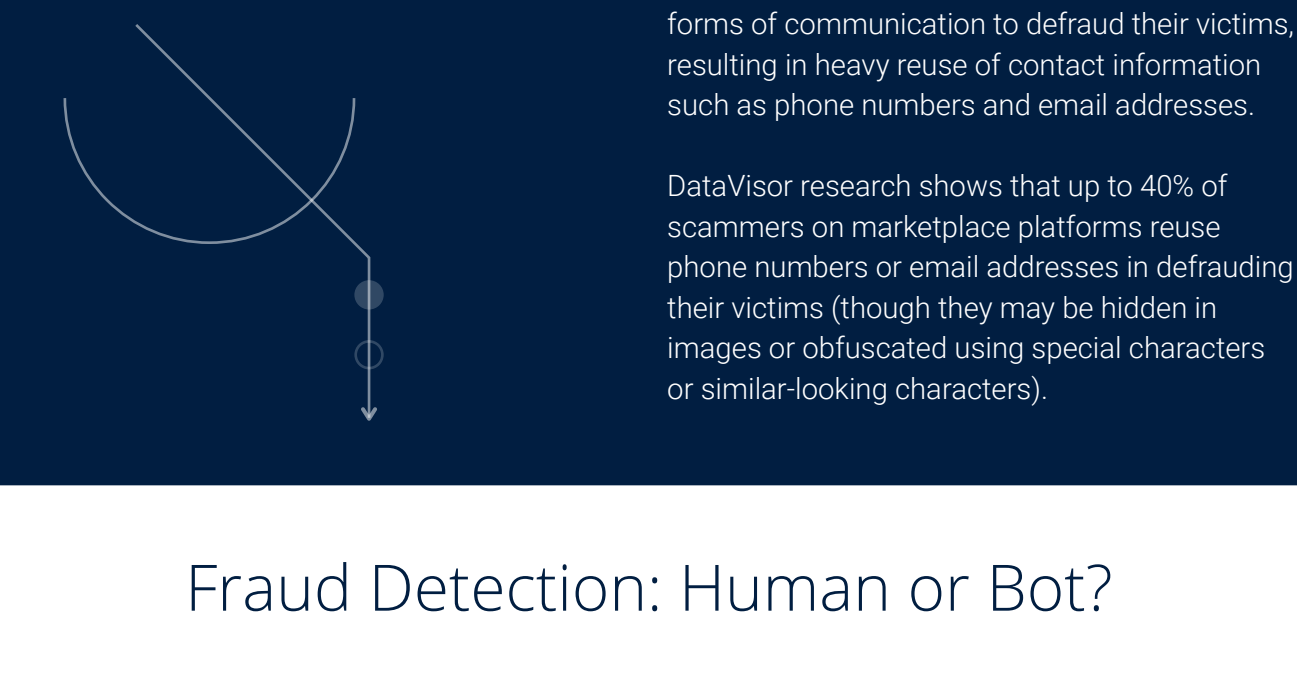 forms of communication to defraud their victims,
resulting in heavy reuse of contact information
such as phone numbers and email addresses.
DataVisor research shows that up to 40% of
scammers on marketplace platforms reuse
phone numbers or email addresses in defrauding
their victims (though they may be hidden in
images or obfuscated using special characters
or similar-looking characters).
Fraud Detection: Human or Bot?